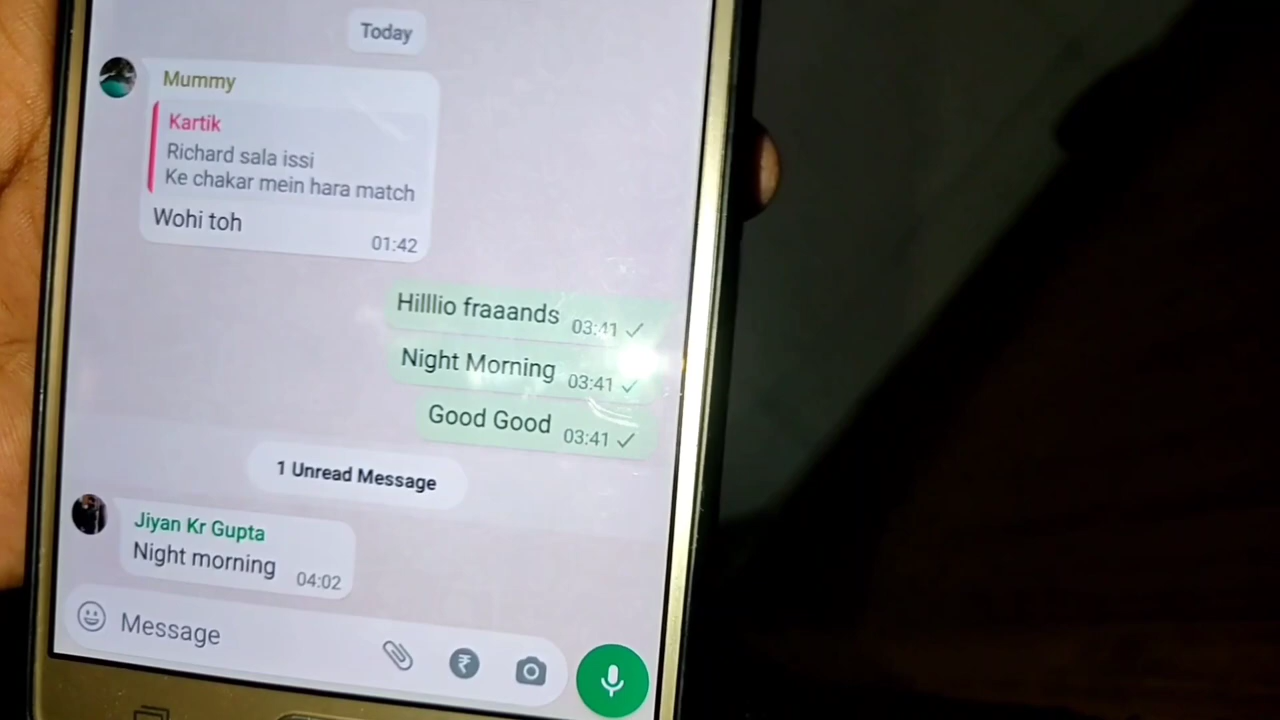 Today
Mummy
Kartik
Richard sala issi
Ke chakar mein hara match
Wohi toh
01:42
Hilllio fraaands 03:41
Night Morning 03:41
Good Good 03:41
1 Unread Message
Jiyan Kr Gupta
Night morning 04:02
Message
₹